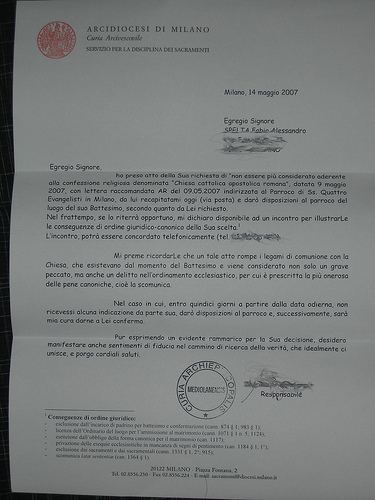 ARCIDIOCESI DI MILANO
Curia Arcivescovile
SERVIZIO PER LA DISCIPLINA DEI SACRAMENTI
Milano, 14 maggio 2007
Egregio Signore
SPELTA Fabio Alessandro
Egregio Signore,
ho preso atto della Sua richiesta di "non essere più considerato aderente
alla confessione religiosa denominata "Chiesa cattolica apostolica romana", datata 9 maggio
2007, con lettera raccomandata AR del 09.05.2007 indirizzata al Parroco di Ss. Quattro
Evangelisti in Milano, da lui recapitatami oggi (via posta) e darò disposizioni al parroco del
luogo del suo Battesimo, secondo quanto da Lei richiesto.
Nel frattempo, se lo riterrà opportuno, mi dichiaro disponibile ad un incontro per illustrarLe
le conseguenze di ordine giuridico-canonico della Sua scelta.¹
L'incontro, potrà essere concordato telefonicamente (tel.
Mi preme ricordarLe che un tale atto rompe i legami di comunione con la
Chiesa, che esistevano dal momento del Battesimo e viene considerato non solo un grave
peccato, ma anche un delitto nell'ordinamento ecclesiastico, per cui è prescritta la più onerosa
delle pene canoniche, cioè la scomunica.
Nel caso in cui, entro quindici giorni a partire dalla data odierna, non
ricevessi alcuna indicazione da parte sua, darò disposizioni al parroco e, successivamente, sarà
mia cura darne a Lei conferma.
Pur esprimendo un evidente rammarico per la Sua decisione, desidero
manifestare anche sentimenti di fiducia nel cammino di ricerca della verità, che idealmente ci
unisce, e porgo cordiali saluti.
CURIA ARCHIEPISCOPALIS
MEDIOLANENSIS
Responsabile
¹ Conseguenze di ordine giuridico:
- esclusione dall'incarico di padrino per battesimo e confermazione (cann. 874 § 1; 893 § 1);
- licenza dell'Ordinario del luogo per l'ammissione al matrimonio (cann. 1071 § 1 n. 5; 1124);
- esenzione dall'obbligo della forma canonica per il matrimonio (can. 1117);
- privazione delle esequie ecclesiastiche in mancanza di segni di pentimento (can. 1184 § 1, 1°);
- esclusione dai sacramenti e dai sacramentali (cann. 1331 § 1, 2°; 915);
- scomunica latae sententiae (can. 1364 § 1).
20122 MILANO - Piazza Fontana, 2
Tel. 02.8556.250 - Fax 02.8556.224 - E-mail: sacramenti@diocesi.milano.it